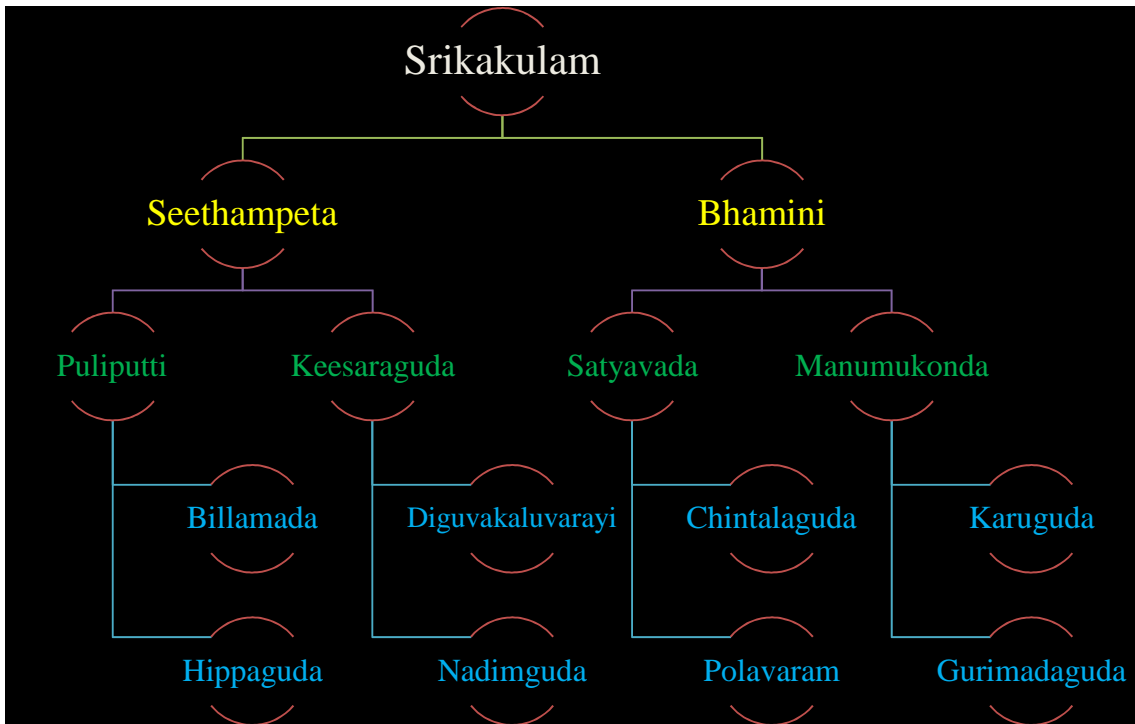 Srikakulam
Seethampeta
Bhamini
Puliputti
Keesaraguda
Satyavada
Manumukonda
Billamada
Diguvakaluvarayi
Chintalaguda
Karuguda
Hippaguda
Nadimguda
Polavaram
Gurimadaguda